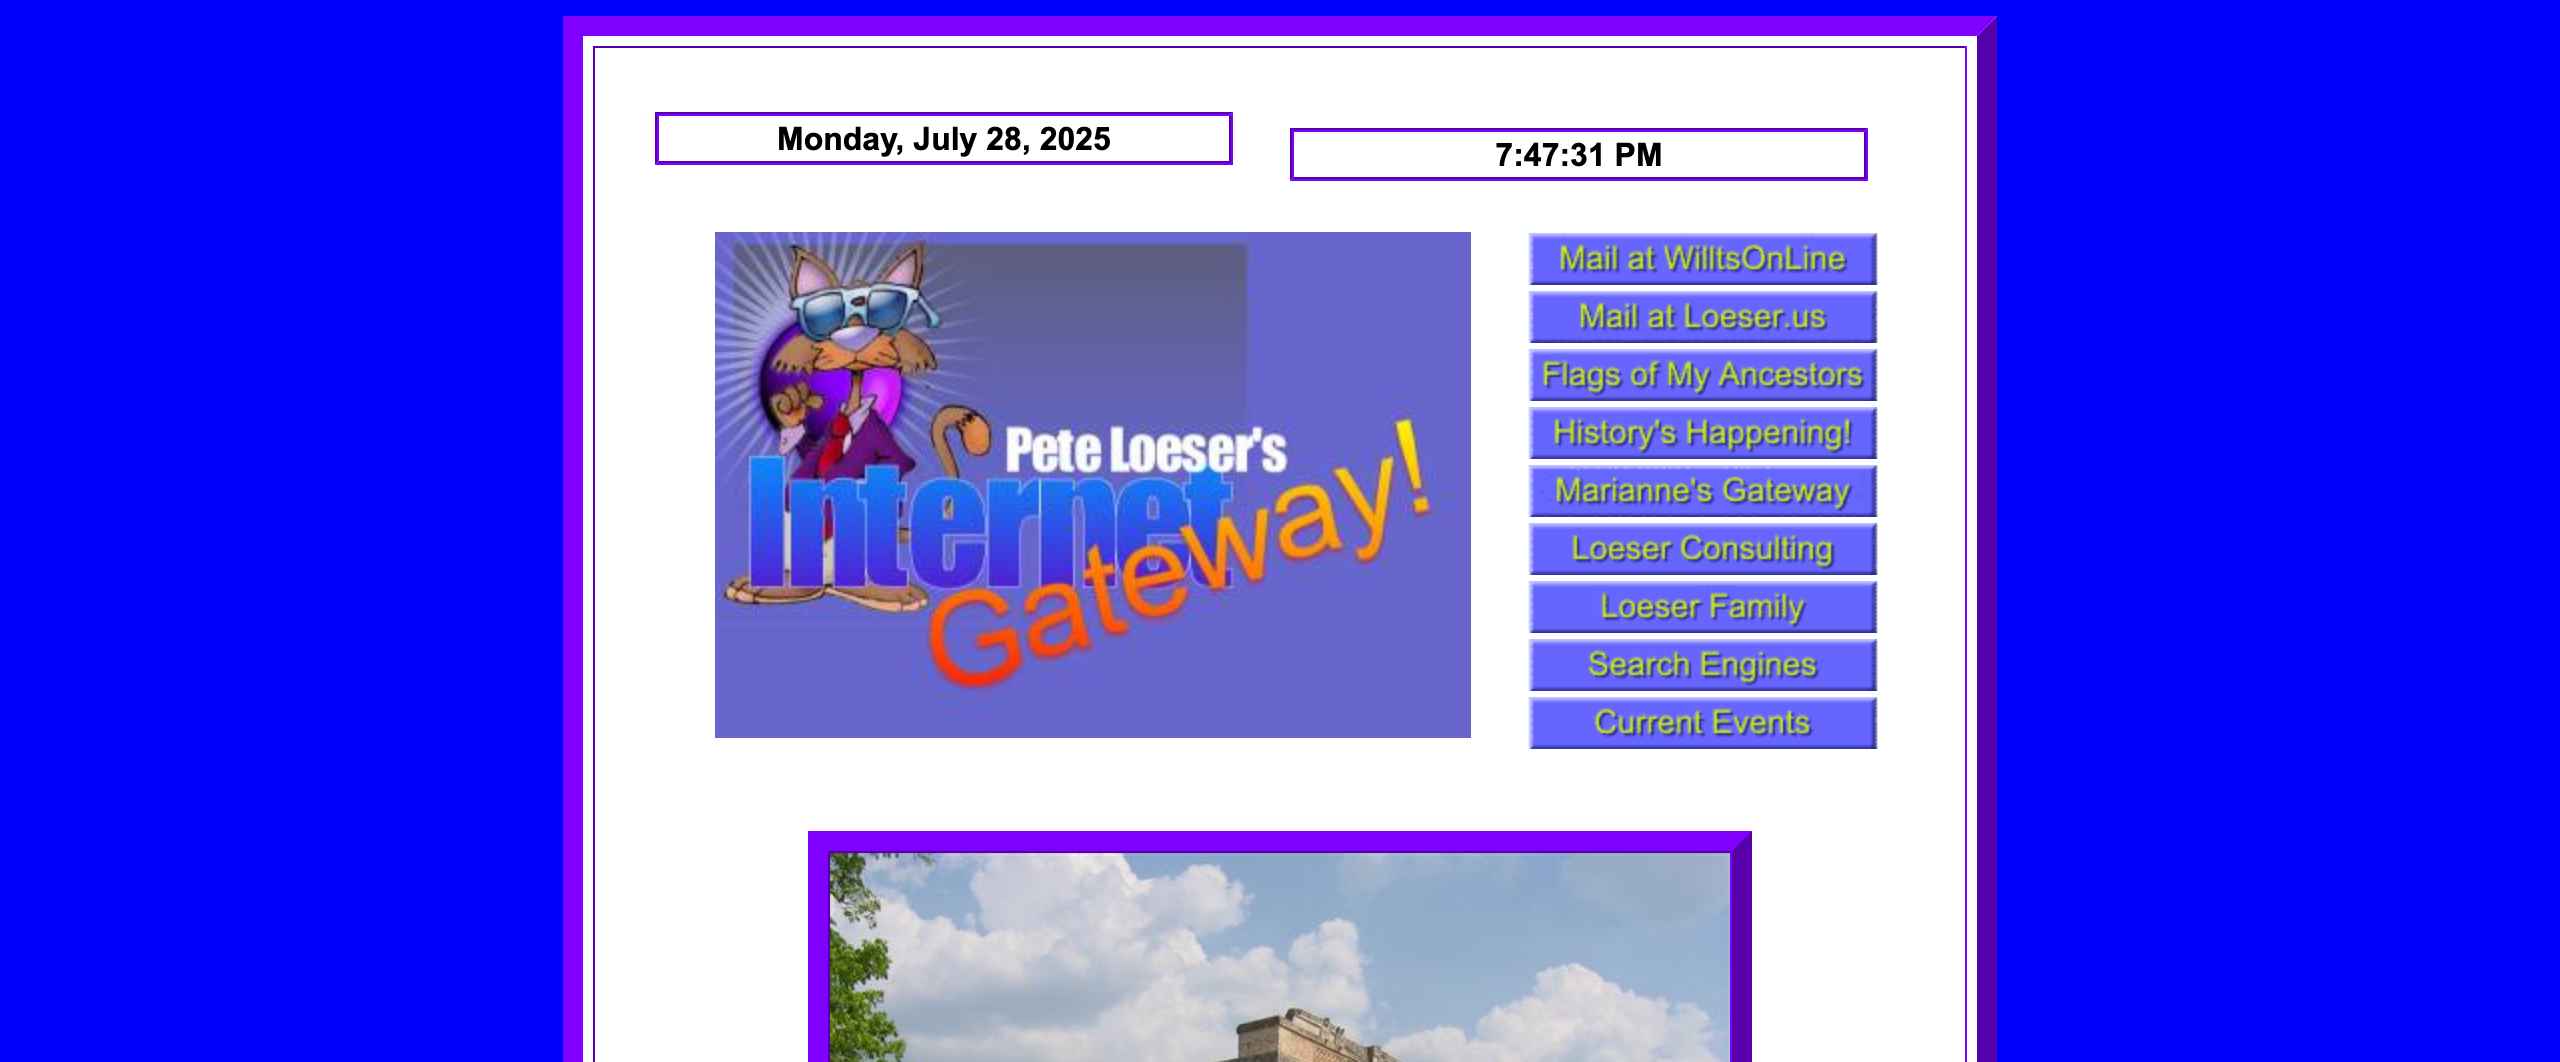 Monday, July 28, 2025
7:47:31 PM
Pete Loeser's
Internet
Gateway!
Mail at WilltsOnLine
Mail at Loeser.us
Flags of My Ancestors
History's Happening!
Marianne's Gateway
Loeser Consulting
Loeser Family
Search Engines
Current Events